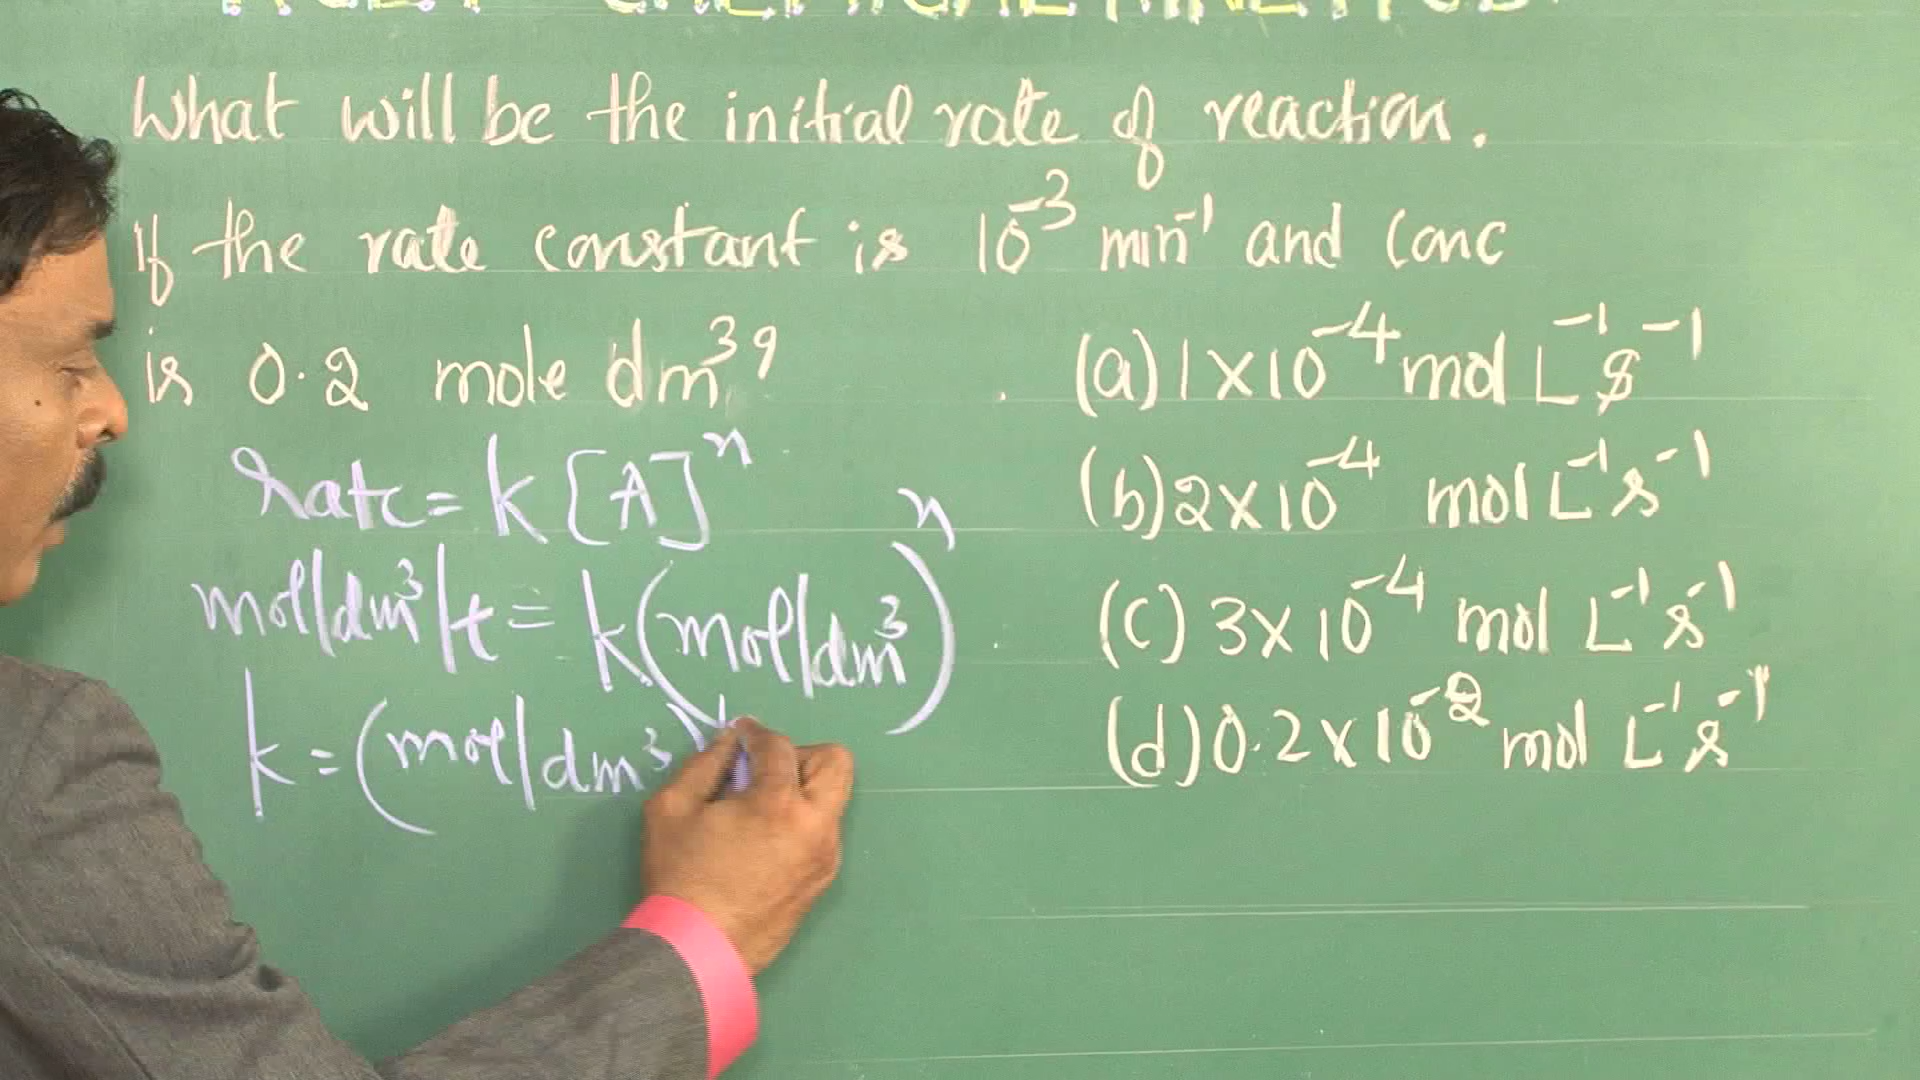 CHEMICAL KINETICS
What will be the initial rate of reaction.
If the rate constant is 10⁻³ min⁻¹ and conc
is 0.2 mole dm³ ?
rate = k [A]ⁿ
mol/dm³/t = k(mol/dm³)ⁿ
k = (mol/dm³)
(a) 1×10⁻⁴ mol L⁻¹ s⁻¹
(b) 2×10⁻⁴ mol L⁻¹ s⁻¹
(c) 3×10⁻⁴ mol L⁻¹ s⁻¹
(d) 0.2×10⁻² mol L⁻¹ s⁻¹